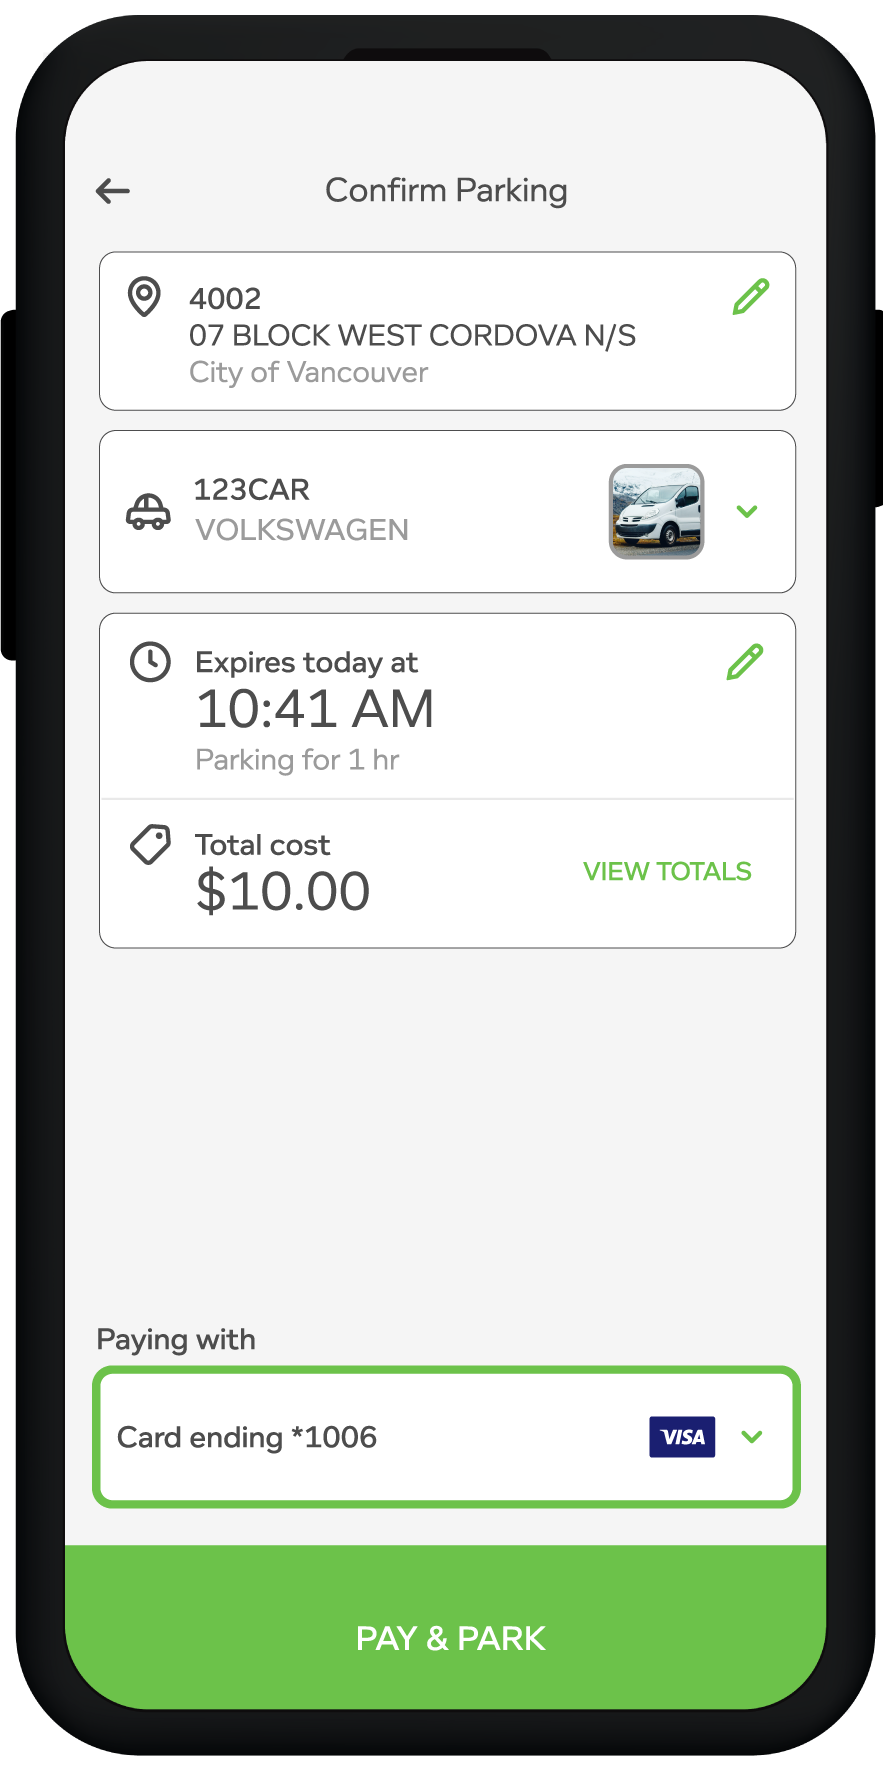 Confirm Parking
4002
07 BLOCK WEST CORDOVA N/S
City of Vancouver
123CAR
VOLKSWAGEN
Expires today at
10:41 AM
Parking for 1 hr
Total cost
$10.00
VIEW TOTALS
Paying with
Card ending *1006
VISA
PAY & PARK